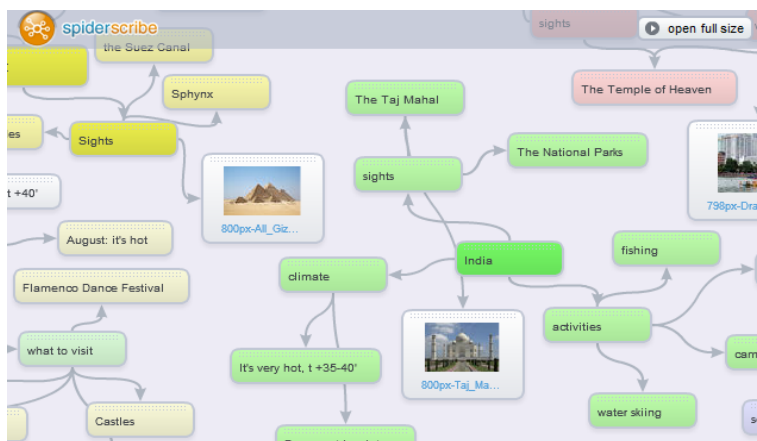 spiderscribe
sights
open full size
the Suez Canal
Sphynx
The Taj Mahal
The Temple of Heaven
Sights
The National Parks
sights
t +40'
800px-All_Giz...
798px-Dra
August: it's hot
fishing
India
climate
Flamenco Dance Festival
activities
what to visit
It's very hot, t +35-40'
800px-Taj_Ma...
water skiing
Castles